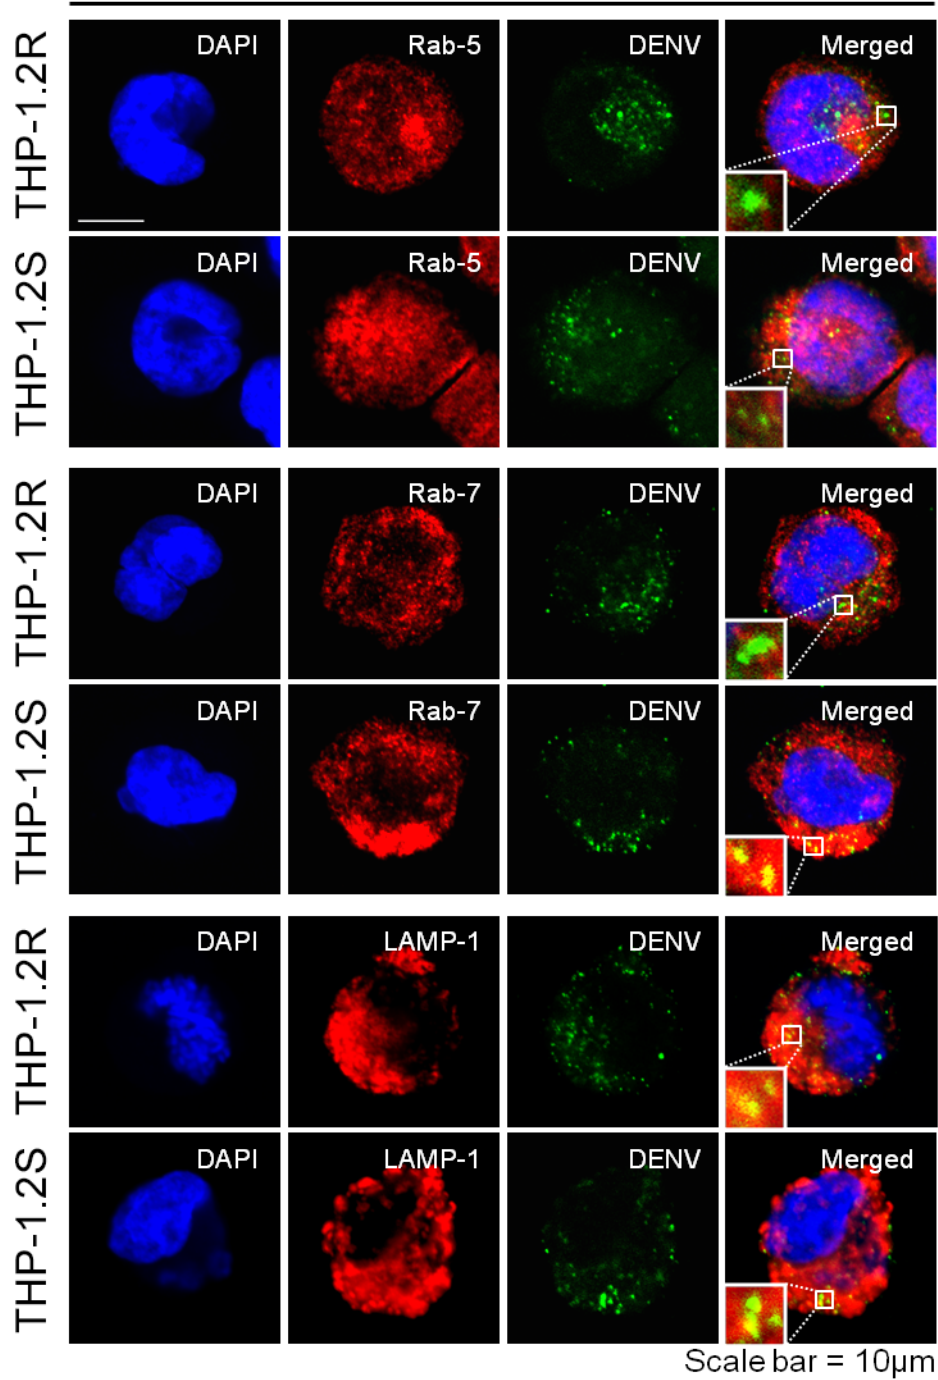 THP-1.2R
DAPI
Rab-5
DENV
Merged
THP-1.2S
DAPI
Rab-5
DENV
Merged
THP-1.2R
DAPI
Rab-7
DENV
Merged
THP-1.2S
DAPI
Rab-7
DENV
Merged
THP-1.2R
DAPI
LAMP-1
DENV
Merged
THP-1.2S
DAPI
LAMP-1
DENV
Merged
Scale bar = 10µm